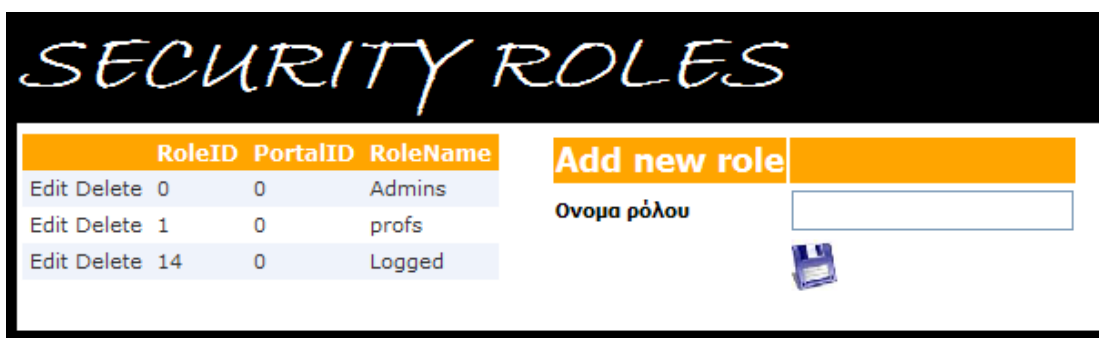 SECURITY ROLES
RoleID PortalID RoleName
Edit Delete 0 0 Admins
Edit Delete 1 0 profs
Edit Delete 14 0 Logged
Add new role
Ονομα ρόλου